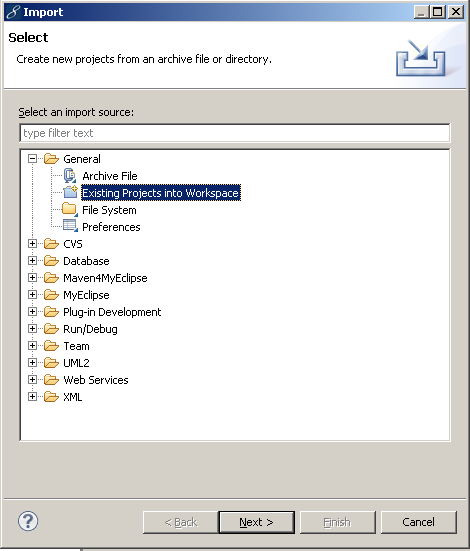 Import
Select
Create new projects from an archive file or directory.
Select an import source:
type filter text
General
Archive File
Existing Projects into Workspace
File System
Preferences
CVS
Database
Maven4MyEclipse
MyEclipse
Plug-in Development
Run/Debug
Team
UML2
Web Services
XML
? < Back Next > Finish Cancel